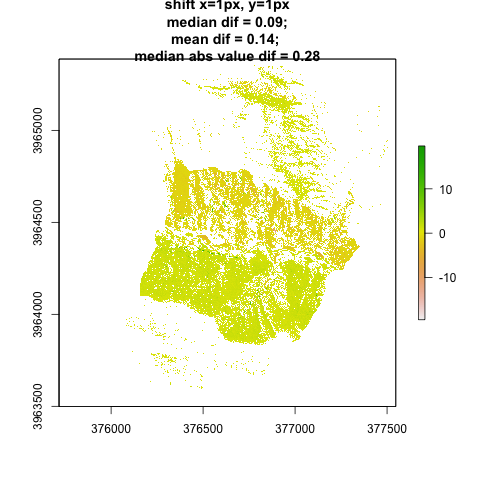 shift x=1px, y=1px
median dif = 0.09;
mean dif = 0.14;
median abs value dif = 0.28
3965000
3964500
3964000
3963500
376000
376500
377000
377500
10
0
-10